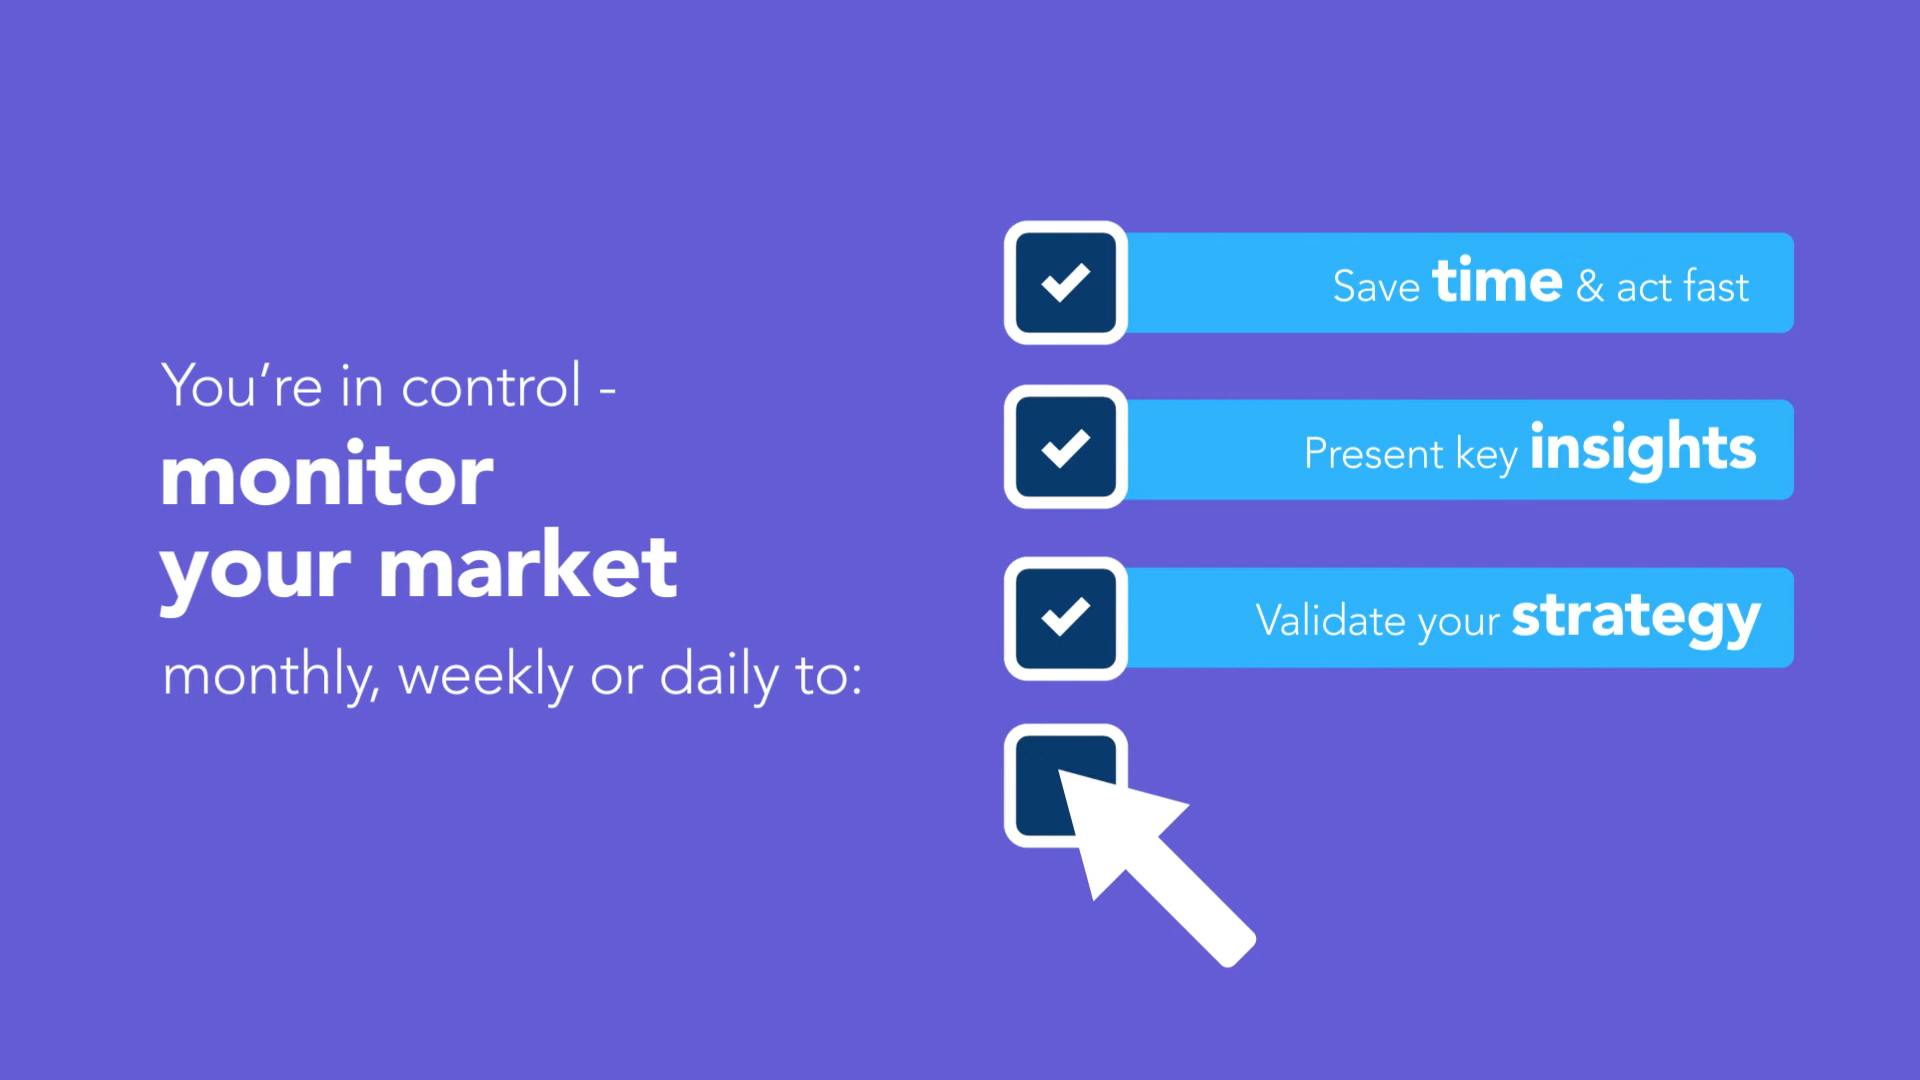 You’re in control -
monitor
your market
monthly, weekly or daily to:
Save time & act fast
Present key insights
Validate your strategy